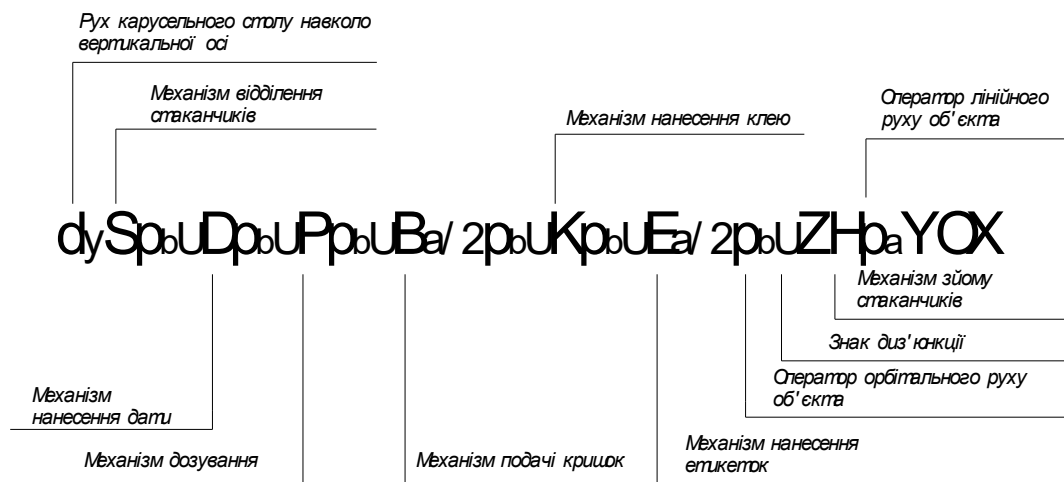 Рух карусельного столу навколо
вертикальної осі
Механізм відділення
стаканчиків
Механізм нанесення клею
Оператор лінійного
руху об'єкта
dySpbUDpbUPpbUBa/2pbUKpbUEa/2pbUZHpaYOX
Механізм зйому
стаканчиків
Знак диз'юнкції
Оператор орбітального руху
об'єкта
Механізм
нанесення дати
Механізм дозування
Механізм подачі кришок
Механізм нанесення
етикеток